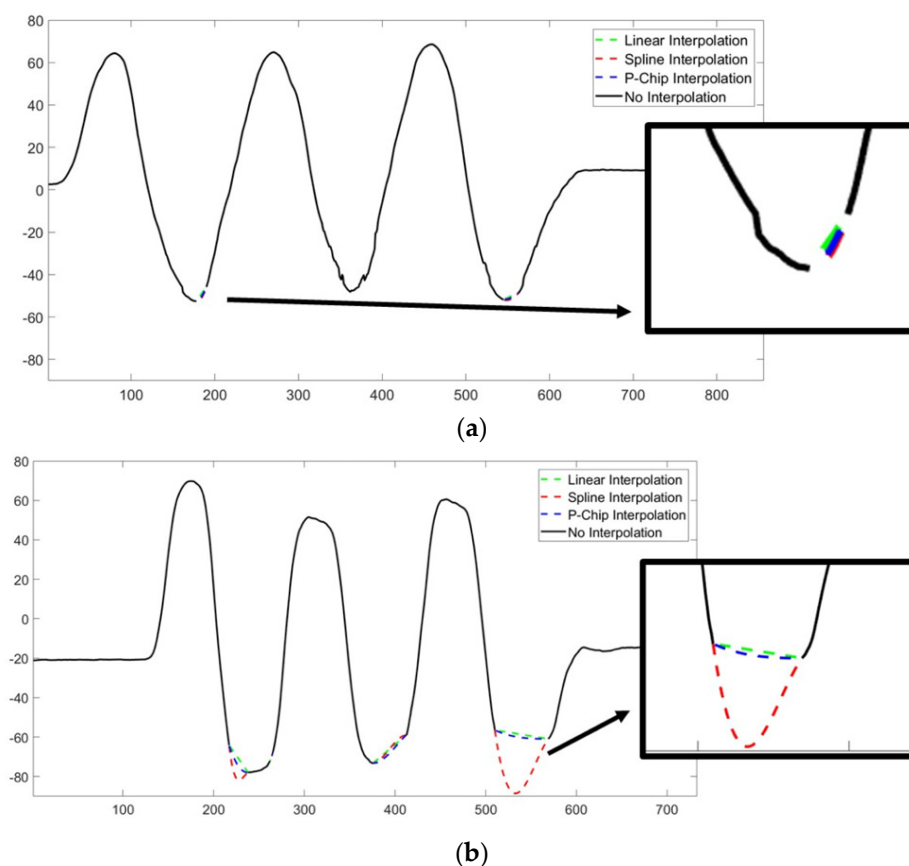 80
60
40
20
0
-20
-40
-60
-80
100 200 300 400 500 600 700 800
Linear Interpolation
Spline Interpolation
P-Chip Interpolation
No Interpolation
(a)
80
60
40
20
0
-20
-40
-60
-80
100 200 300 400 500 600 700
Linear Interpolation
Spline Interpolation
P-Chip Interpolation
No Interpolation
(b)